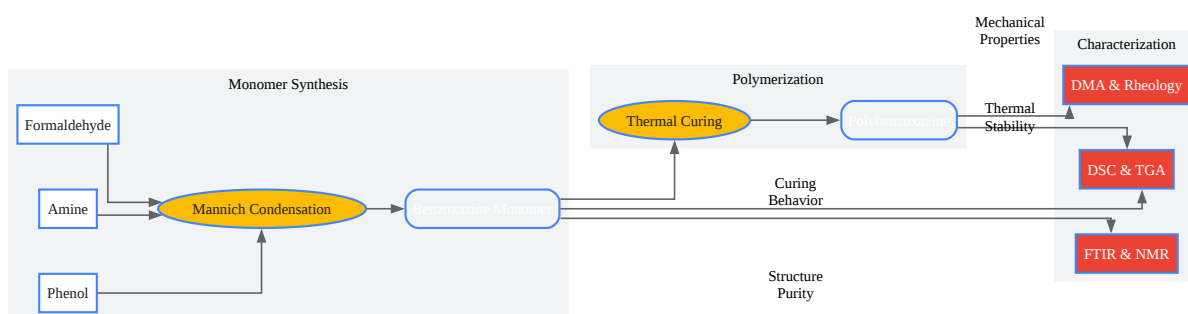 Monomer Synthesis
Formaldehyde
Amine
Phenol
Mannich Condensation
Benzoxazine Monomer
Polymerization
Thermal Curing
Polybenzoxazine
Mechanical
Properties
Thermal
Stability
Curing
Behavior
Structure
Purity
Characterization
DMA & Rheology
DSC & TGA
FTIR & NMR